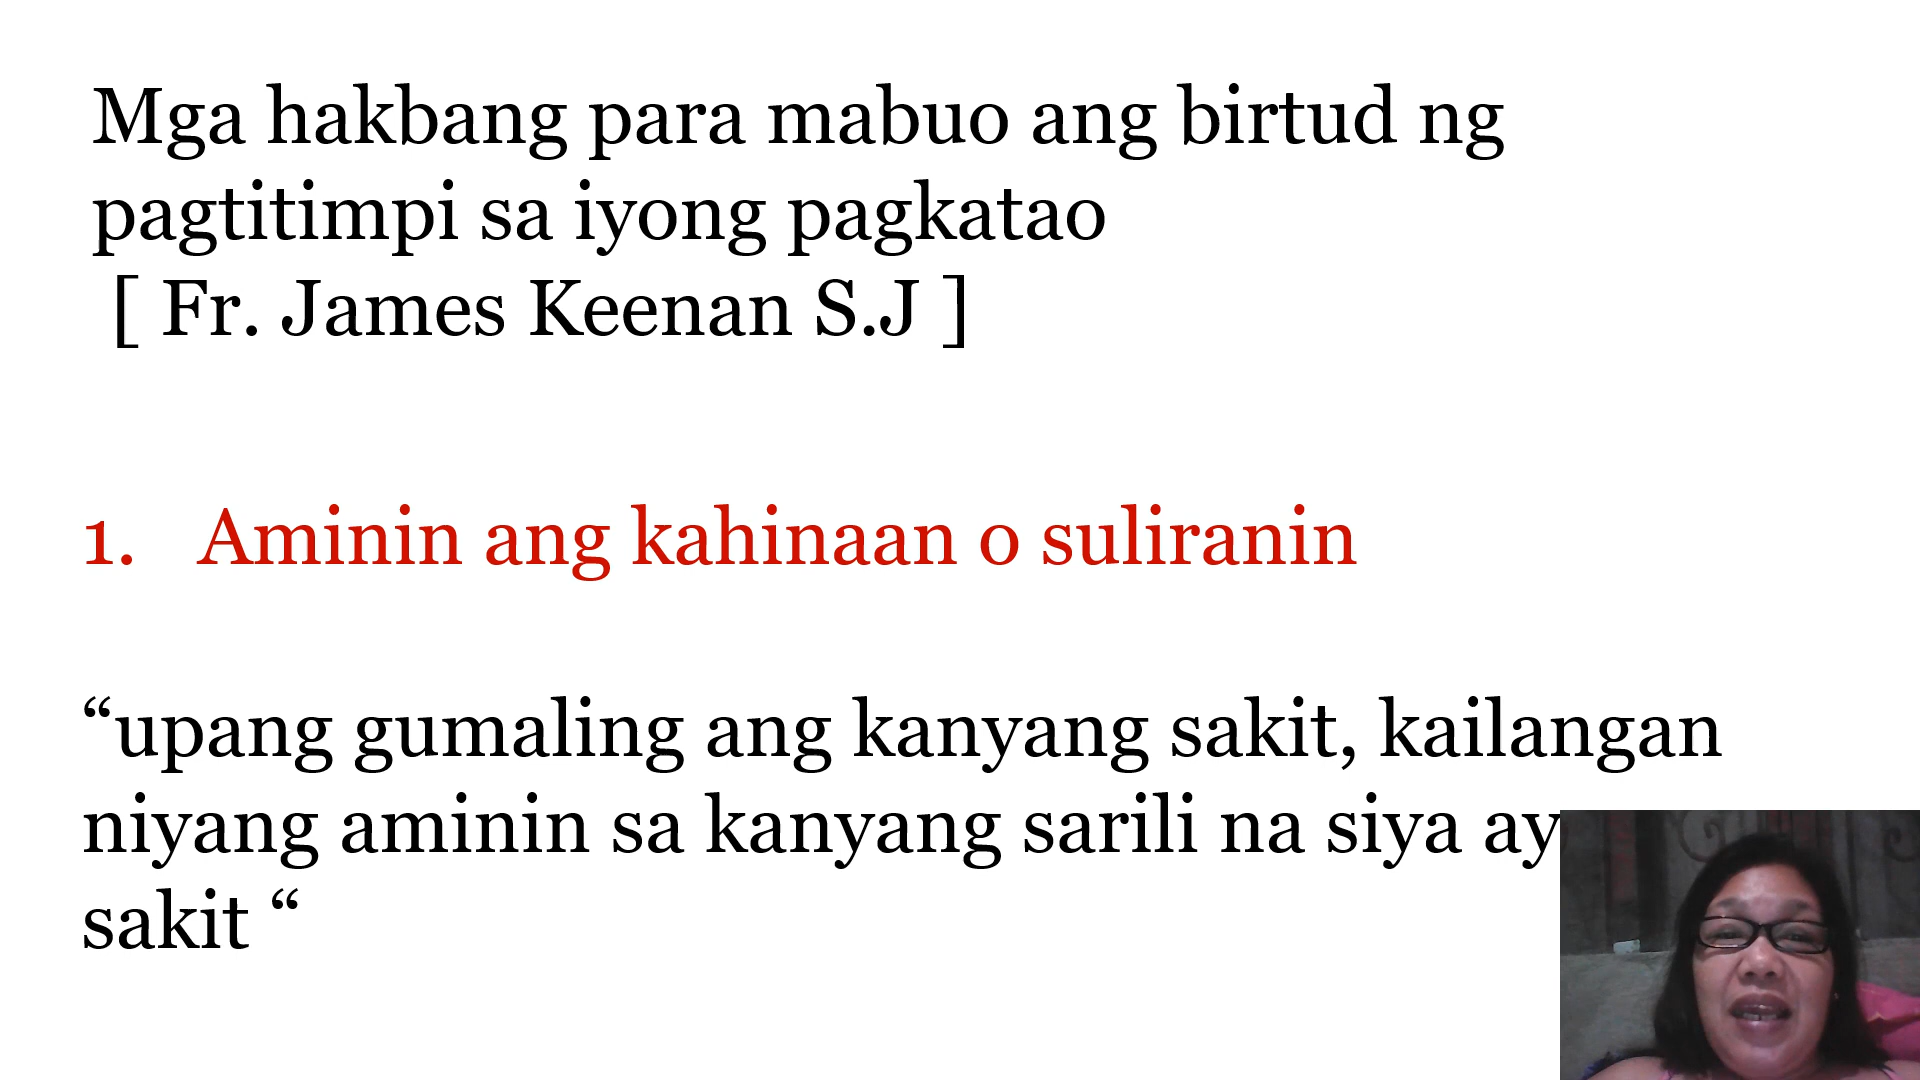 Mga hakbang para mabuo ang birtud ng
pagtitimpi sa iyong pagkatao
[ Fr. James Keenan S.J ]
1. Aminin ang kahinaan o suliranin
“upang gumaling ang kanyang sakit, kailangan
niyang aminin sa kanyang sarili na siya ay
sakit “